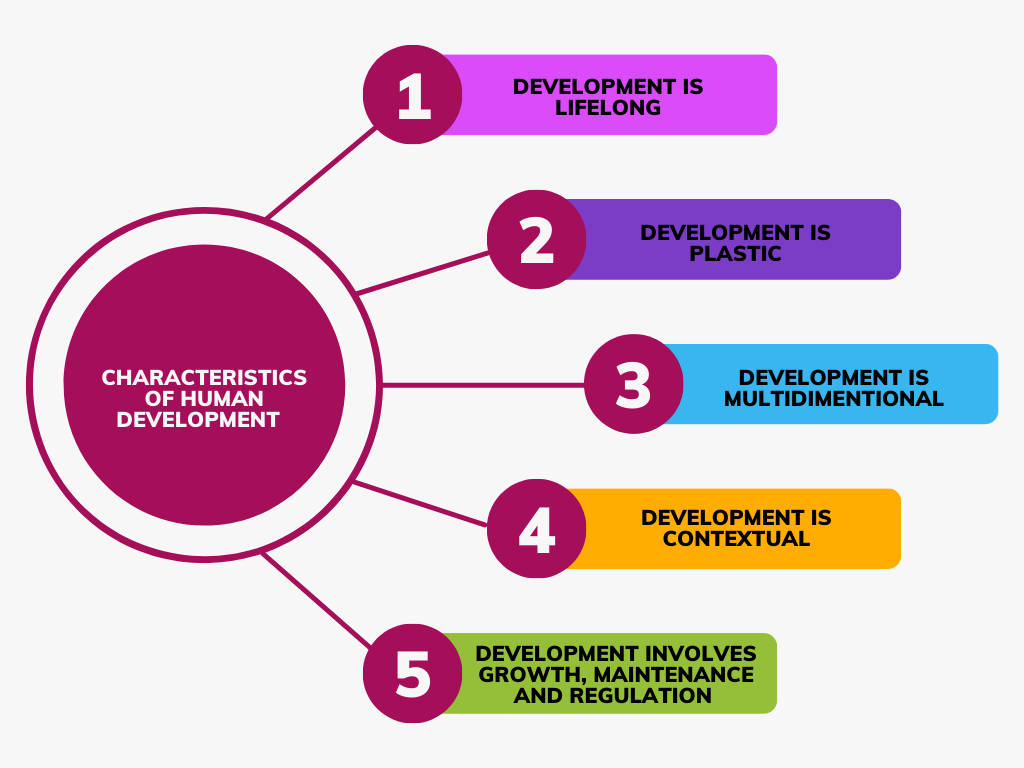 CHARACTERISTICS
OF HUMAN
DEVELOPMENT
1
DEVELOPMENT IS
LIFELONG
2
DEVELOPMENT IS
PLASTIC
3
DEVELOPMENT IS
MULTIDIMENTIONAL
4
DEVELOPMENT IS
CONTEXTUAL
5
DEVELOPMENT INVOLVES
GROWTH, MAINTENANCE
AND REGULATION